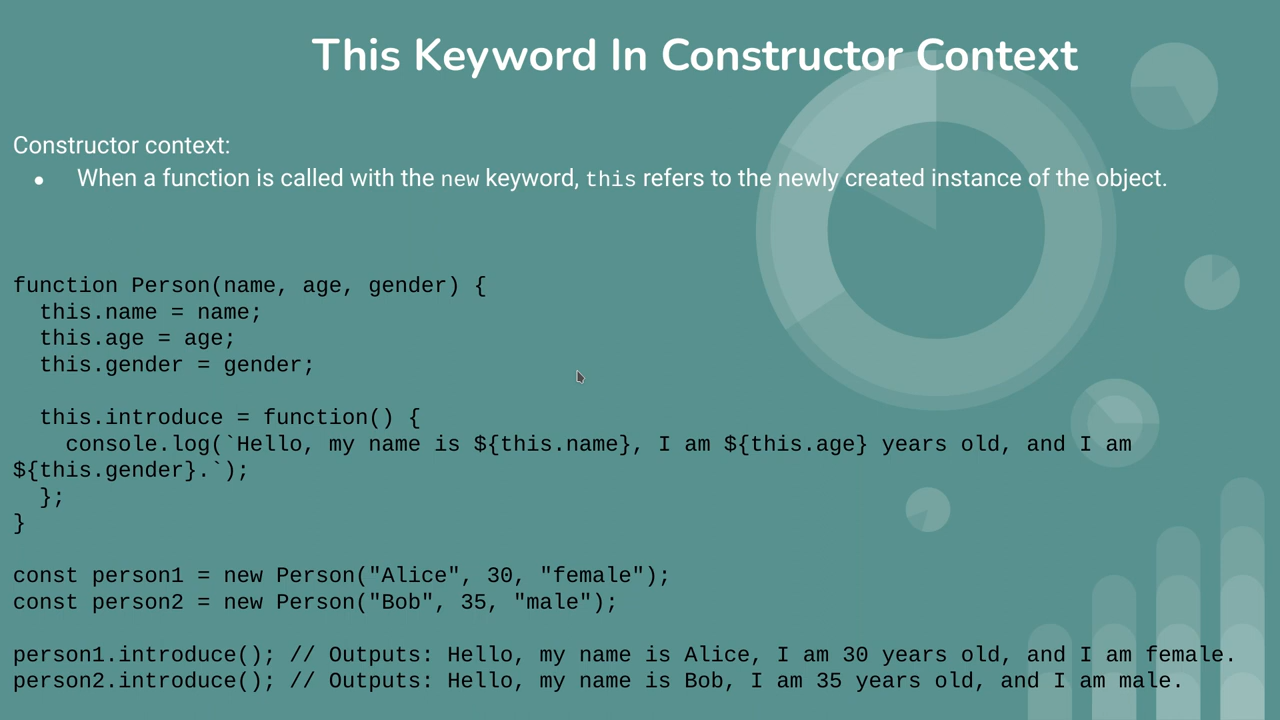 This Keyword In Constructor Context
Constructor context:
● When a function is called with the new keyword, this refers to the newly created instance of the object.
function Person(name, age, gender) {
  this.name = name;
  this.age = age;
  this.gender = gender;
  this.introduce = function() {
    console.log(`Hello, my name is ${this.name}, I am ${this.age} years old, and I am
${this.gender}.`);
  };
}
const person1 = new Person("Alice", 30, "female");
const person2 = new Person("Bob", 35, "male");
person1.introduce(); // Outputs: Hello, my name is Alice, I am 30 years old, and I am female.
person2.introduce(); // Outputs: Hello, my name is Bob, I am 35 years old, and I am male.